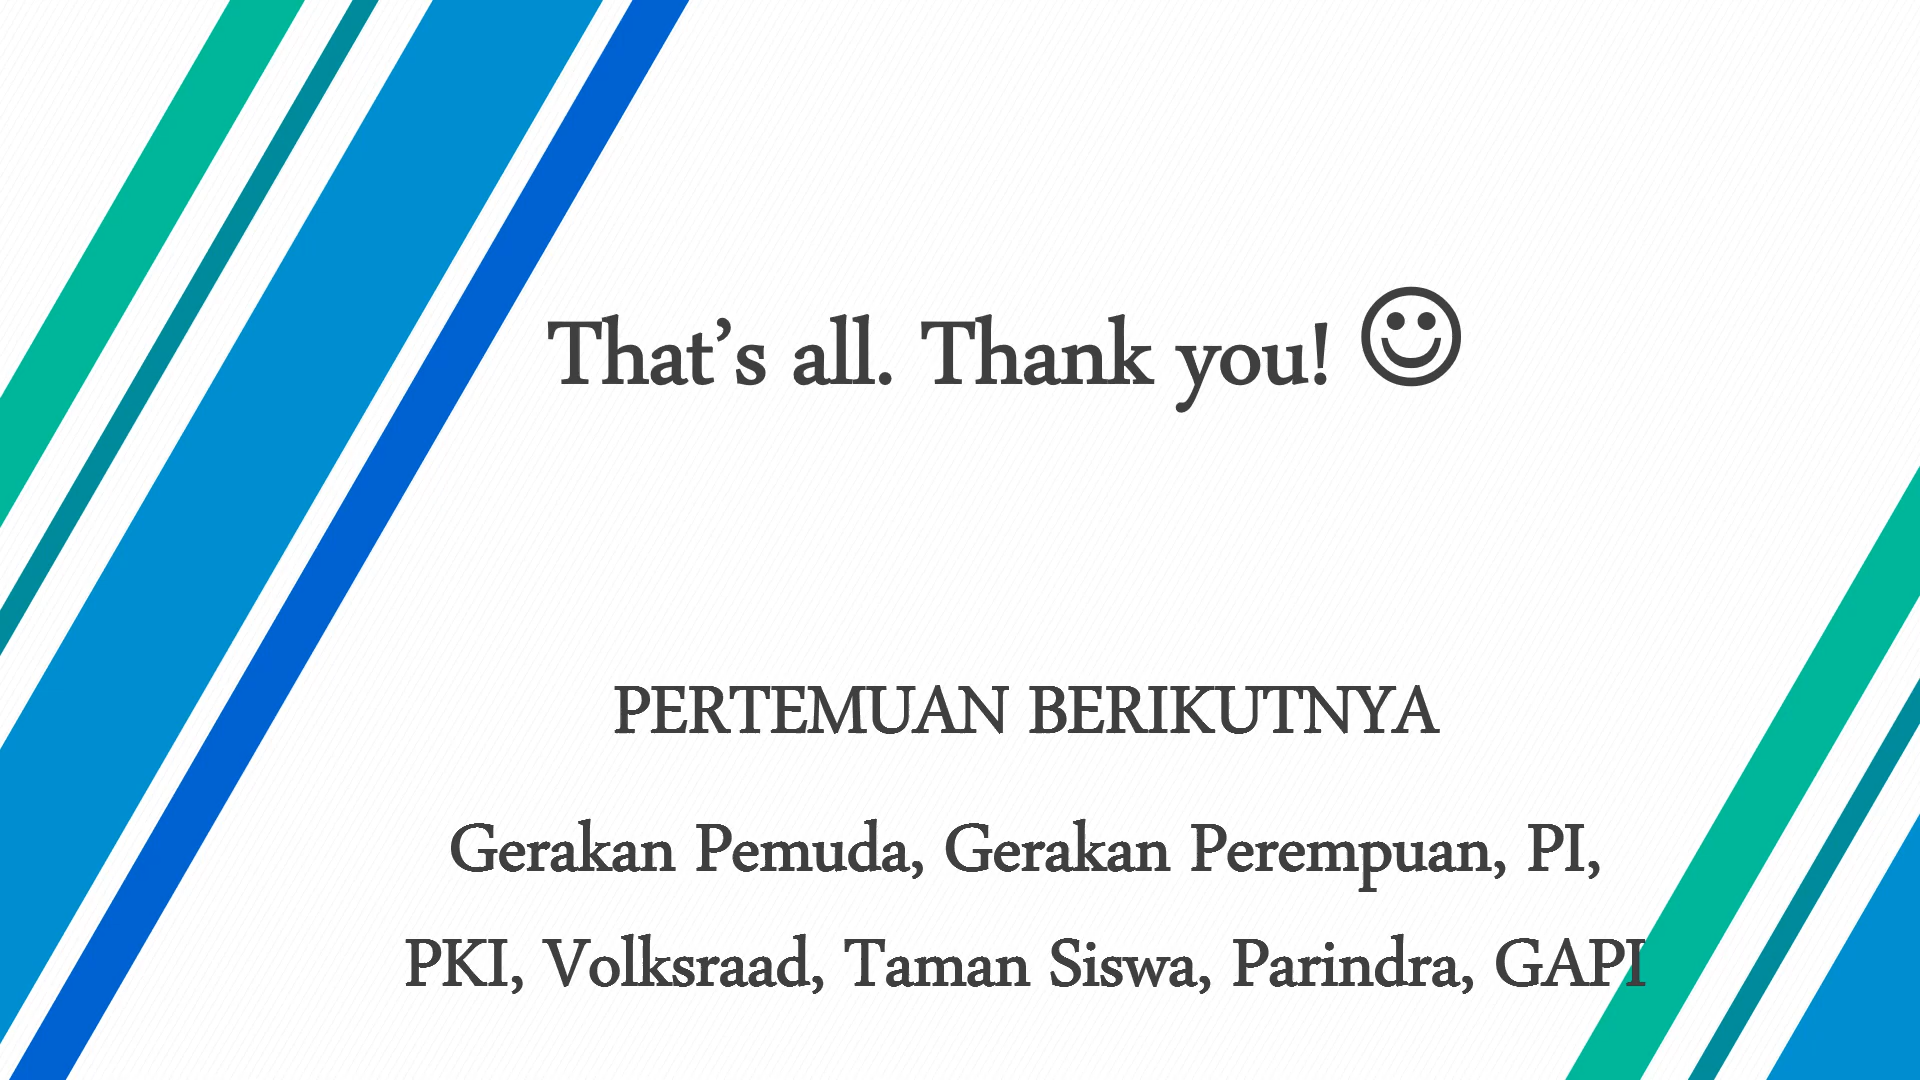 That’s all. Thank you! ☺
PERTEMUAN BERIKUTNYA
Gerakan Pemuda, Gerakan Perempuan, PI,
PKI, Volksraad, Taman Siswa, Parindra, GAPI